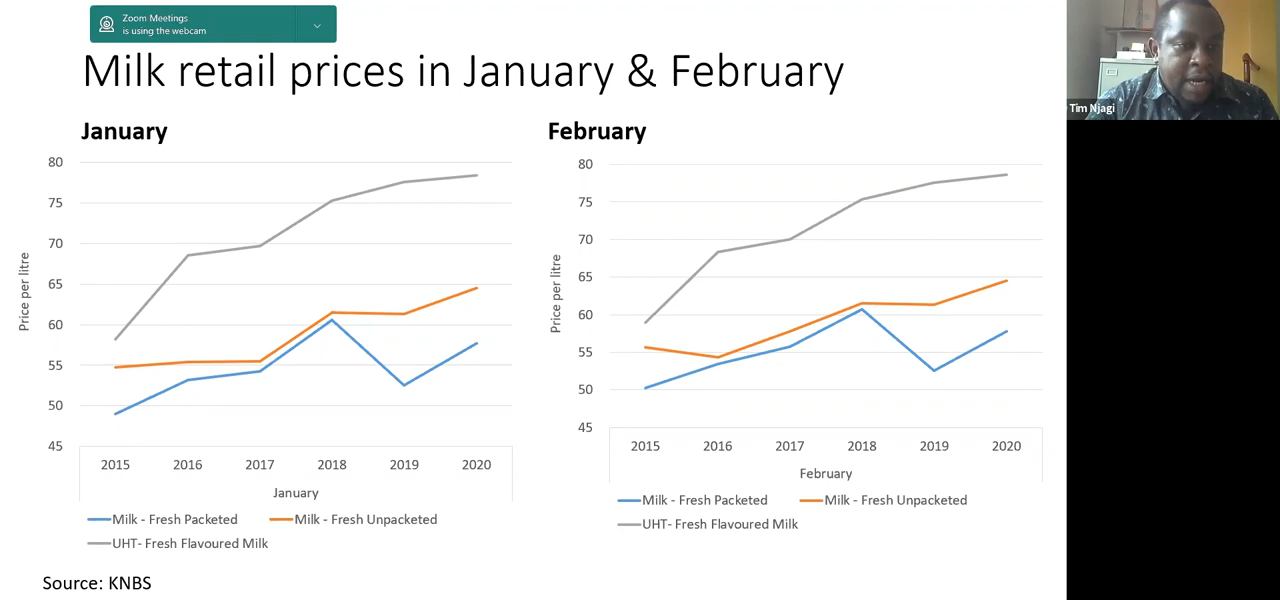 Zoom Meetings
is using the webcam
Milk retail prices in January & February
January
Price per litre
80
75
70
65
60
55
50
45
2015 2016 2017 2018 2019 2020
January
Milk - Fresh Packeted Milk - Fresh Unpacketed
UHT- Fresh Flavoured Milk
February
Price per litre
80
75
70
65
60
55
50
45
2015 2016 2017 2018 2019 2020
February
Milk - Fresh Packeted Milk - Fresh Unpacketed
UHT- Fresh Flavoured Milk
Source: KNBS
Tim Njagi